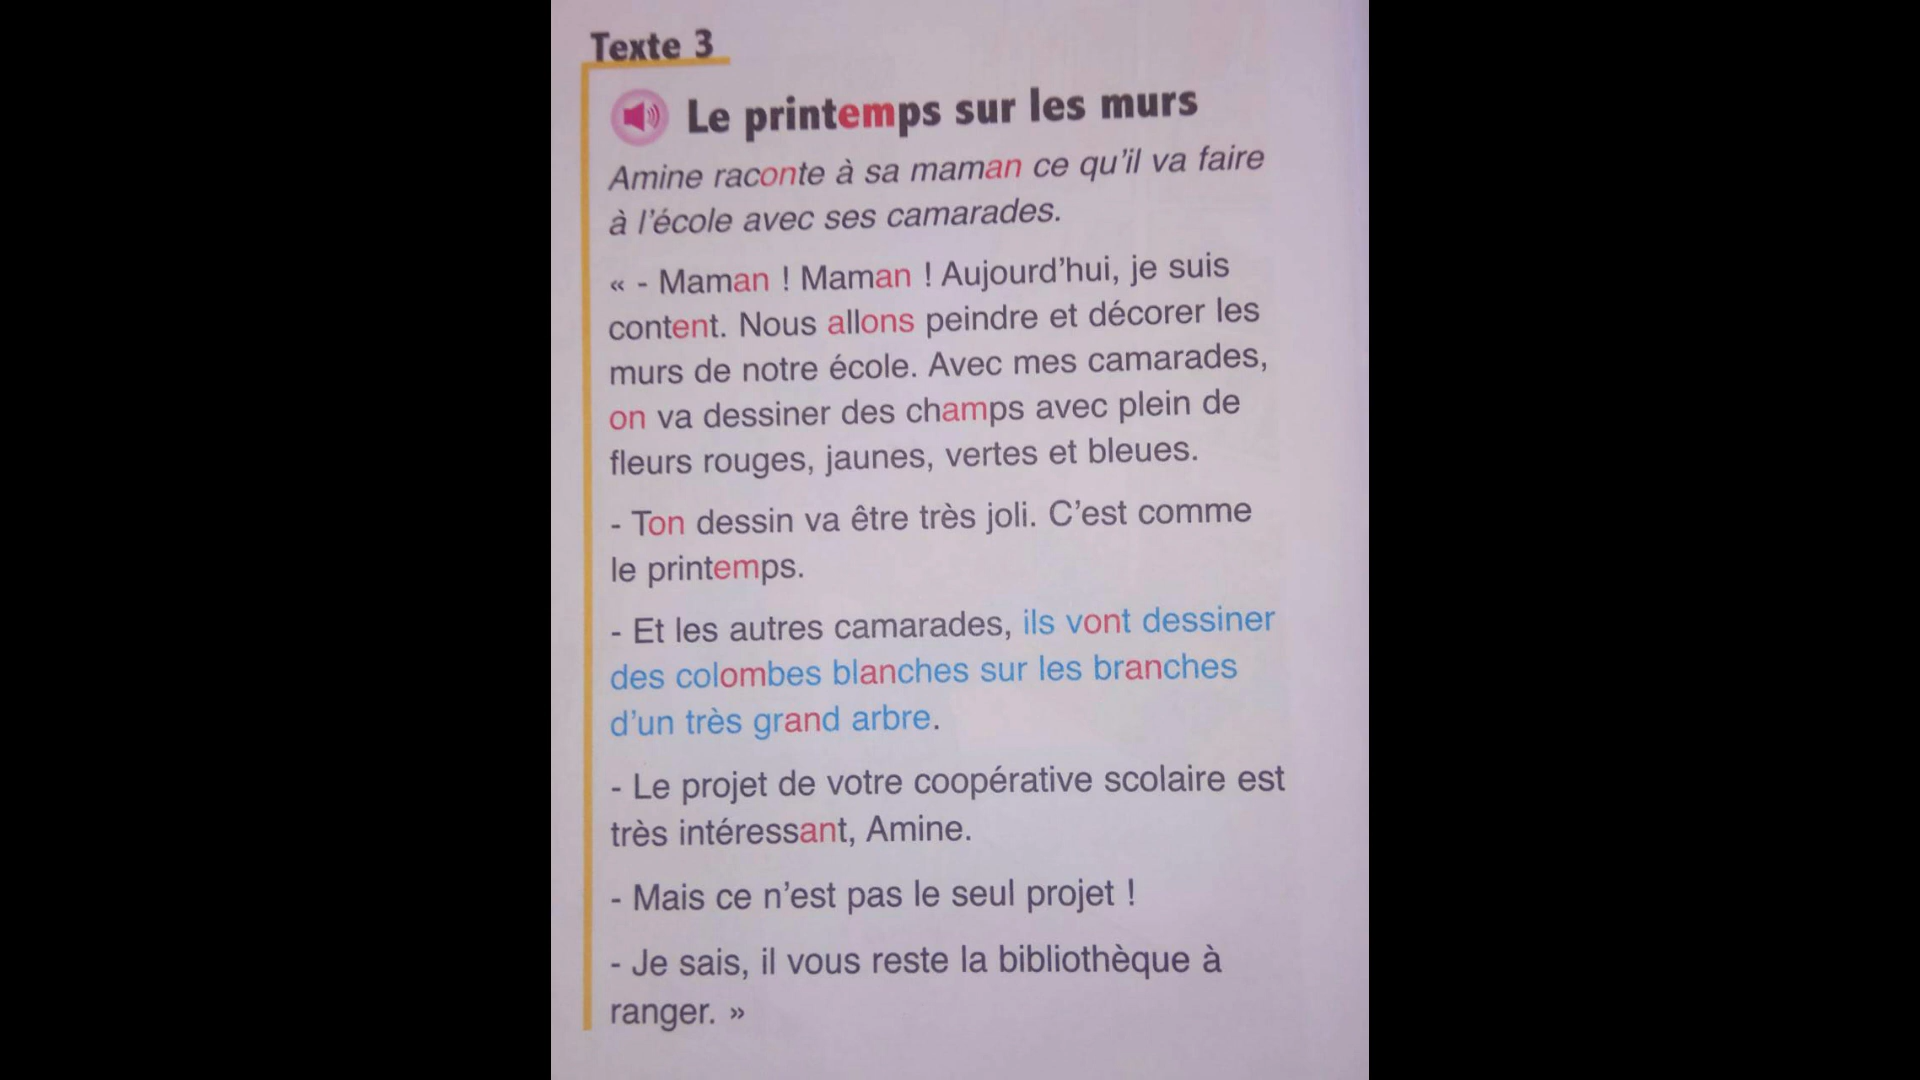 Texte 3
Le printemps sur les murs
Amine raconte à sa maman ce qu'il va faire
à l'école avec ses camarades.
« - Maman ! Maman ! Aujourd'hui, je suis
content. Nous allons peindre et décorer les
murs de notre école. Avec mes camarades,
on va dessiner des champs avec plein de
fleurs rouges, jaunes, vertes et bleues.
- Ton dessin va être très joli. C'est comme
le printemps.
- Et les autres camarades, ils vont dessiner
des colombes blanches sur les branches
d'un très grand arbre.
- Le projet de votre coopérative scolaire est
très intéressant, Amine.
- Mais ce n'est pas le seul projet !
- Je sais, il vous reste la bibliothèque à
ranger. »